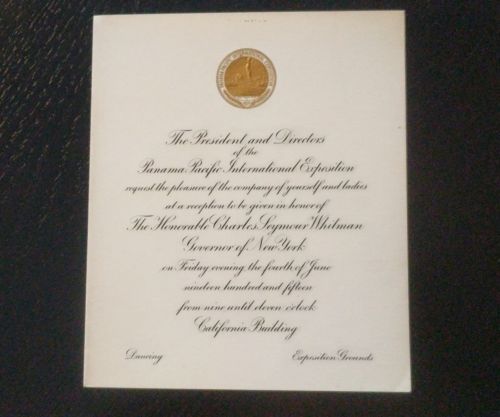 The President and Directors
of the
Panama Pacific International Exposition
request the pleasure of the company of yourself and ladies
at a reception to be given in honor of
The Honorable Charles Seymour Whitman
Governor of New York
on Friday evening the fourth of June
nineteen hundred and fifteen
from nine until eleven o'clock
California Building
Dancing
Exposition Grounds